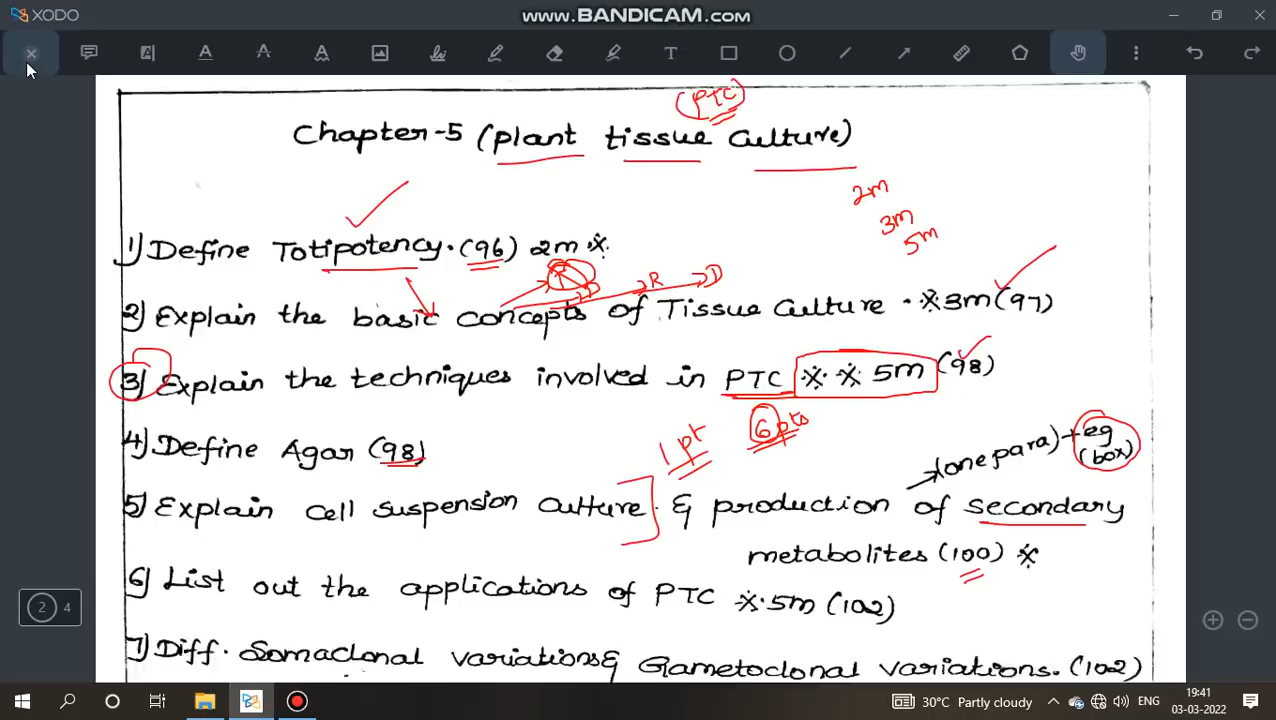 XODO
www.BANDICAM.com
(PTC)
Chapter-5 (plant tissue culture)
2m
3m
5m
1) Define Totipotency. (96) 2m ※
D R D
2) Explain the basic concepts of Tissue Culture. ※3m (97)
3) Explain the techniques involved in PTC ※ ※ 5m (98)
1 pt 6 pts
4) Define Agar (98)
(one para) + eg
(box)
5) Explain cell suspension culture & production of secondary
metabolites (100) ※
6) List out the applications of PTC ※.5m (102)
7) Diff. Somaclonal variations & Gametoclonal variations. (102)
2 4
30°C Partly cloudy
ENG
19:41
03-03-2022